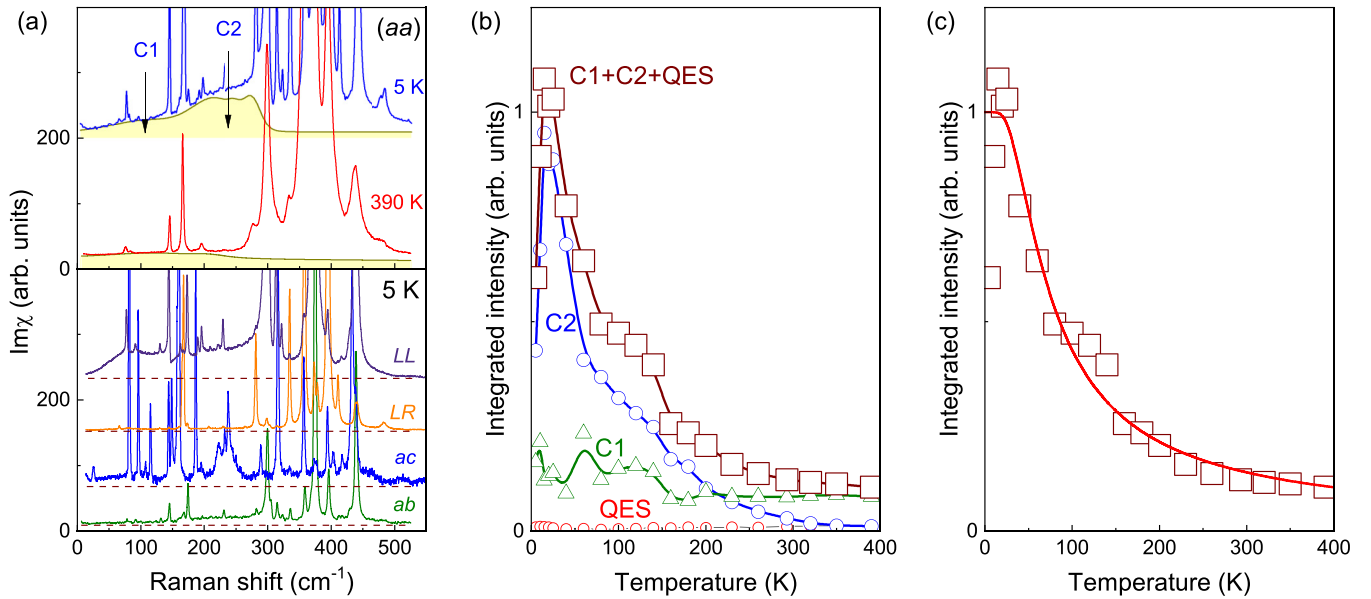 (a)
(aa)
C1
C2
5 K
200
390 K
0
Imχ (arb. units)
5 K
LL
200
LR
ac
ab
0
0 100 200 300 400 500
Raman shift (cm⁻¹)
(b)
C1+C2+QES
1
C2
C1
QES
0
Integrated intensity (arb. units)
0 100 200 300 400
Temperature (K)
(c)
1
0
Integrated intensity (arb. units)
0 100 200 300 400
Temperature (K)